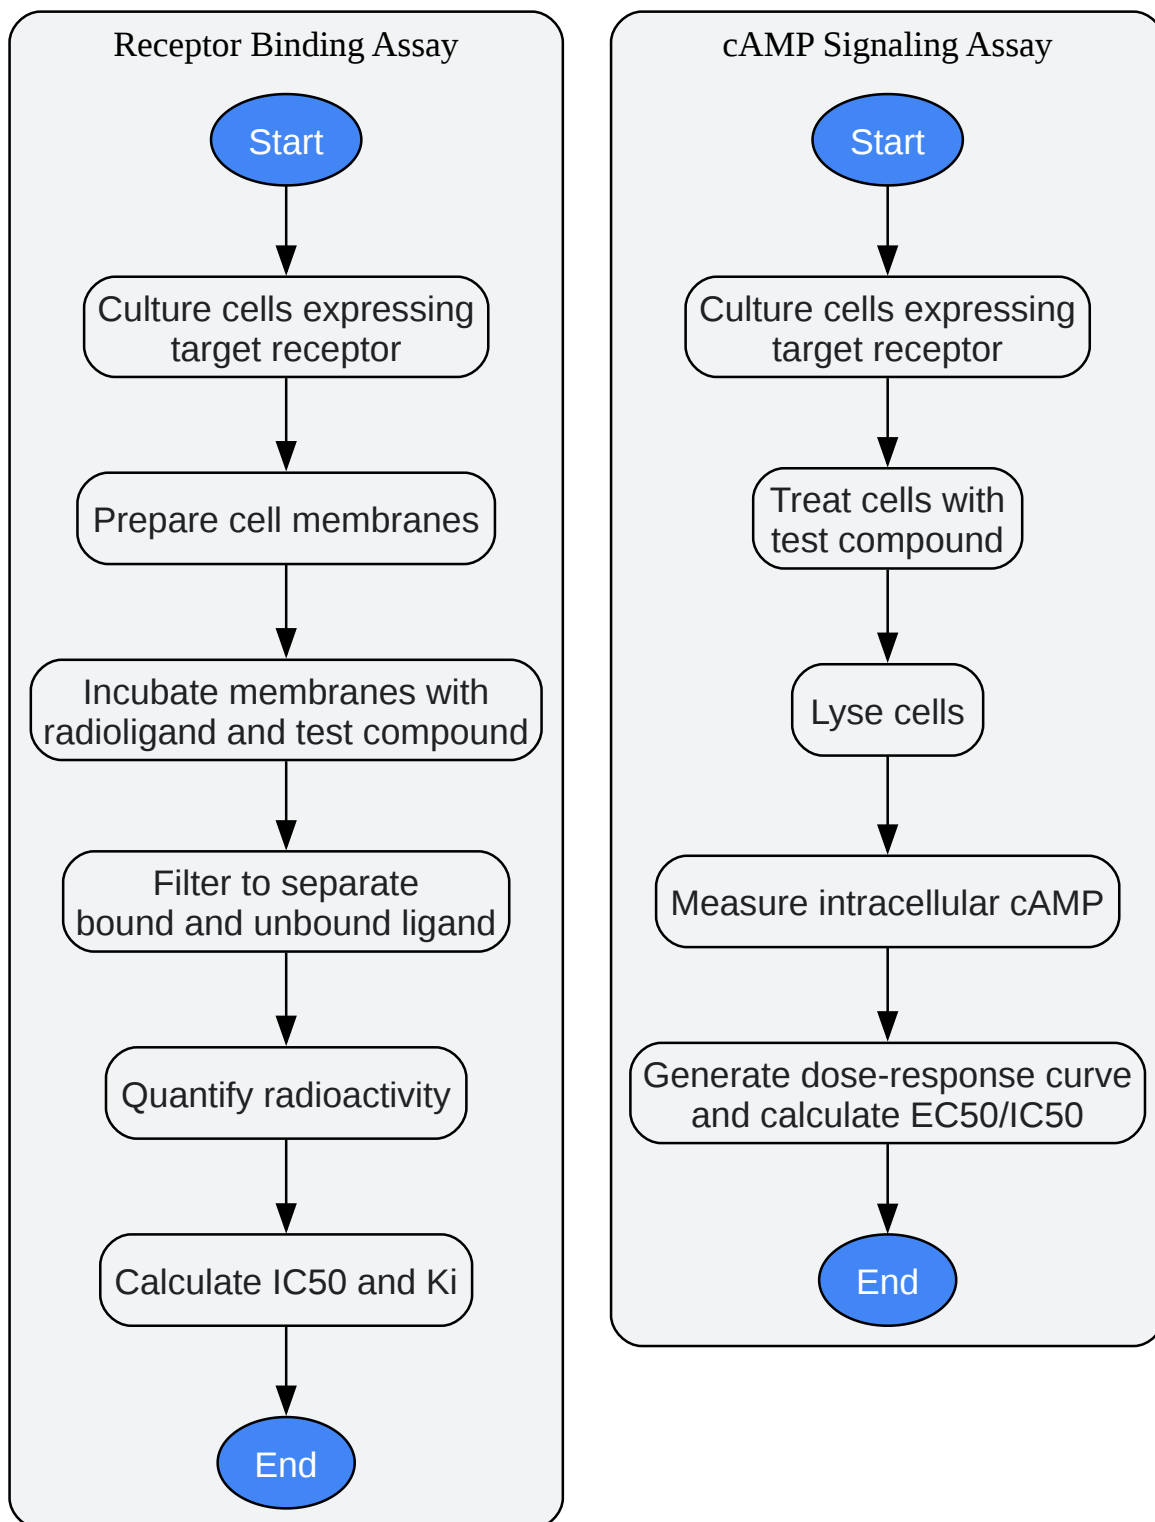 Receptor Binding Assay
Start
Culture cells expressing
target receptor
Prepare cell membranes
Incubate membranes with
radioligand and test compound
Filter to separate
bound and unbound ligand
Quantify radioactivity
Calculate IC50 and Ki
End
cAMP Signaling Assay
Start
Culture cells expressing
target receptor
Treat cells with
test compound
Lyse cells
Measure intracellular cAMP
Generate dose-response curve
and calculate EC50/IC50
End